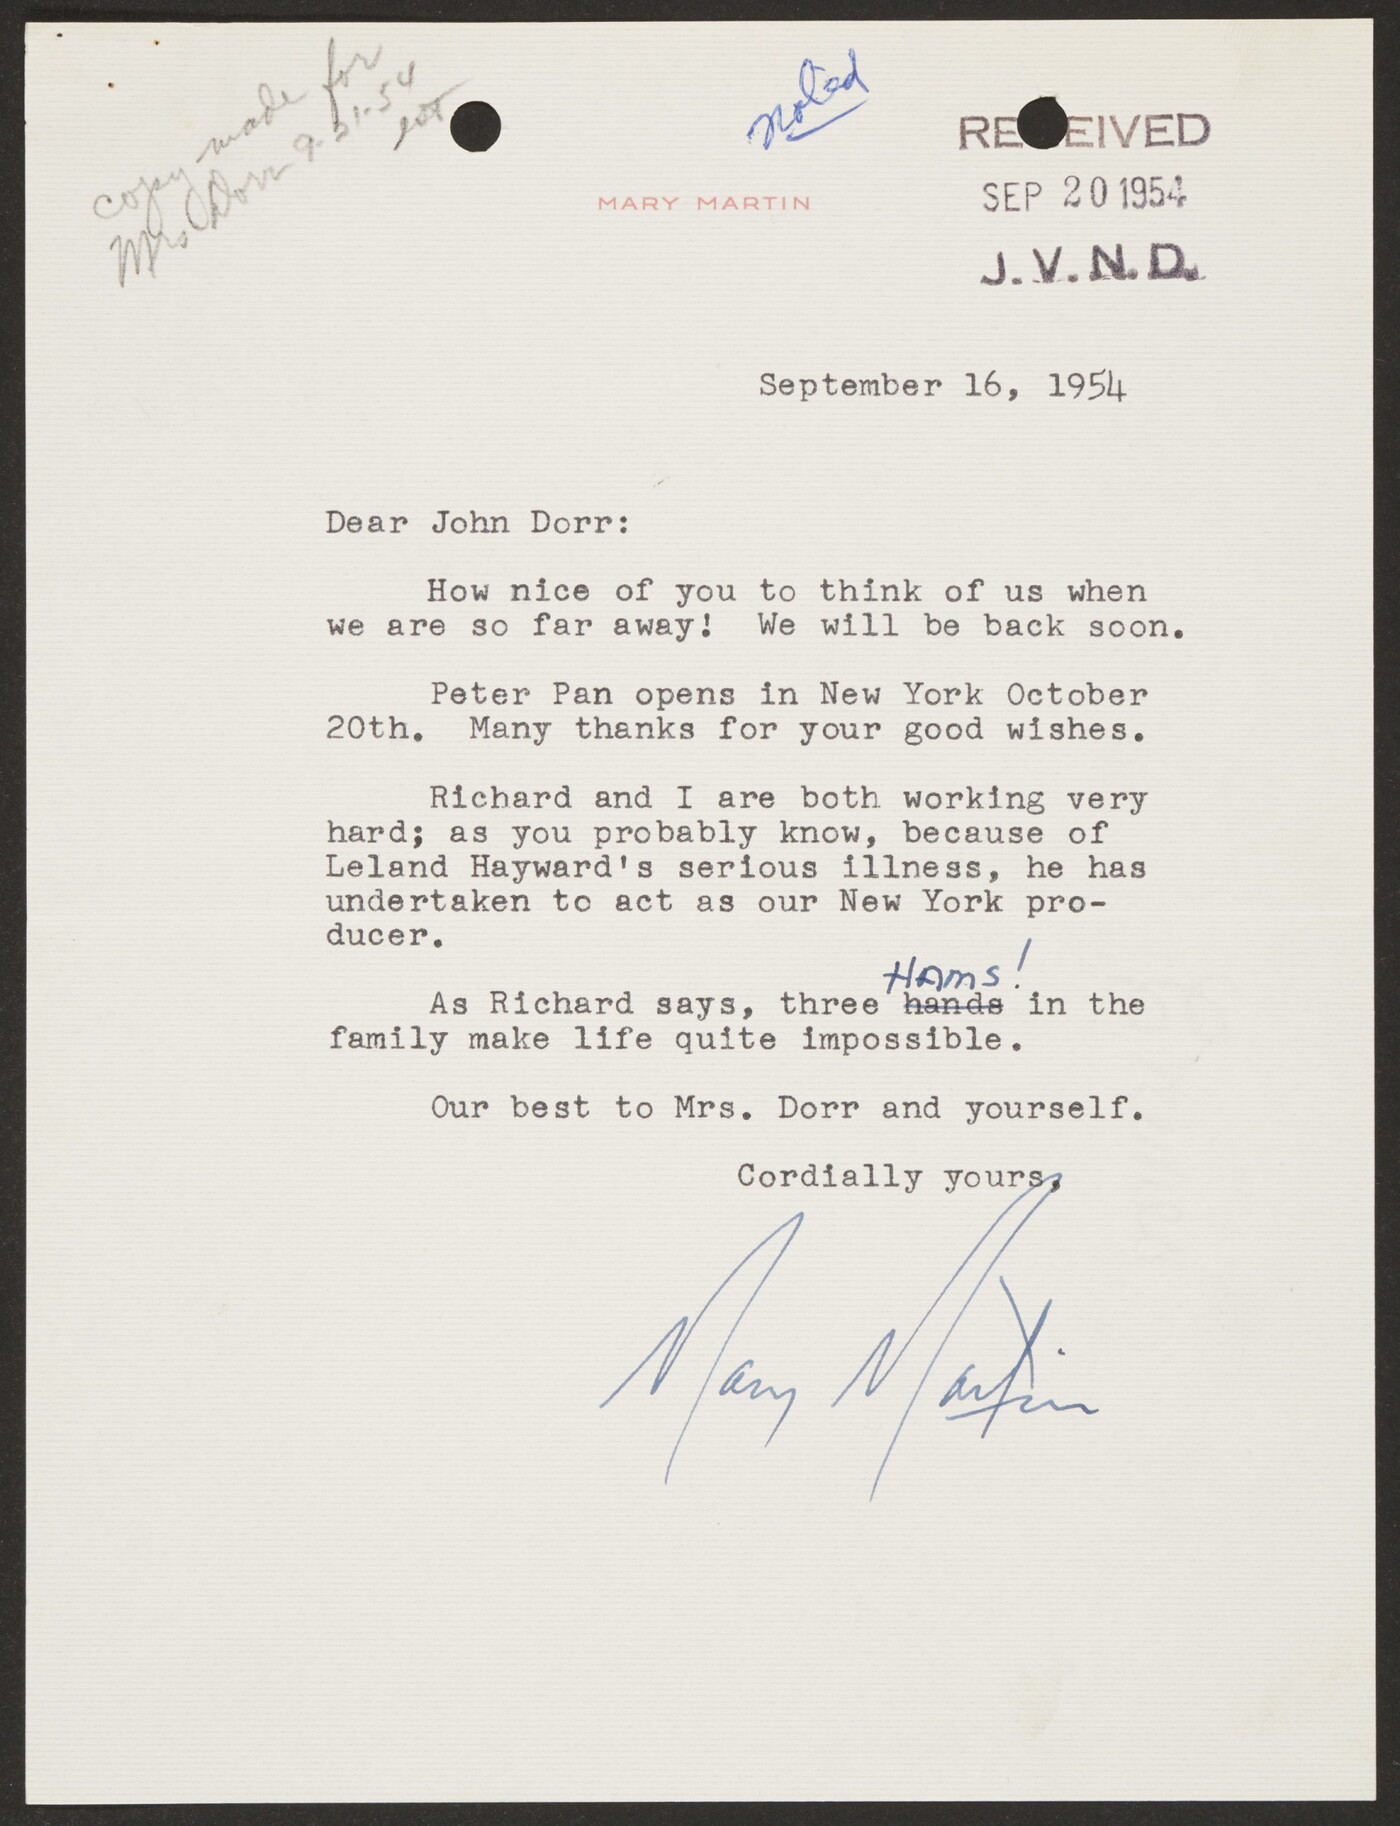 copy made for
Mrs Dorr 9.21.54
Noted
RECEIVED
SEP 20 1954
J.V.N.D.
MARY MARTIN
September 16, 1954
Dear John Dorr:
How nice of you to think of us when
we are so far away! We will be back soon.
Peter Pan opens in New York October
20th. Many thanks for your good wishes.
Richard and I are both working very
hard; as you probably know, because of
Leland Hayward's serious illness, he has
undertaken to act as our New York pro-
ducer.
HAMS!
As Richard says, three hands in the
family make life quite impossible.
Our best to Mrs. Dorr and yourself.
Cordially yours,
Mary Martin